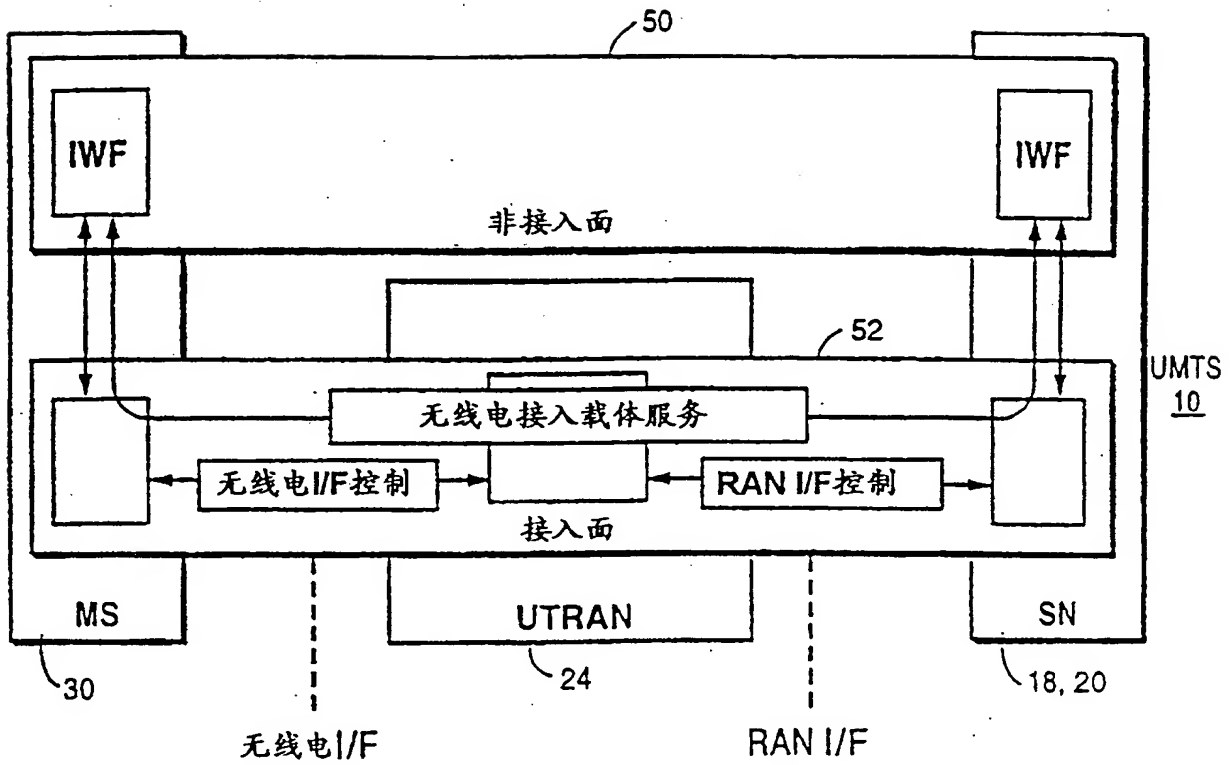 50
IWF
IWF
非接入面
52
UMTS
10
无线电接入载体服务
无线电I/F控制
RAN I/F控制
接入面
MS
UTRAN
SN
30
24
18, 20
无线电I/F
RAN I/F